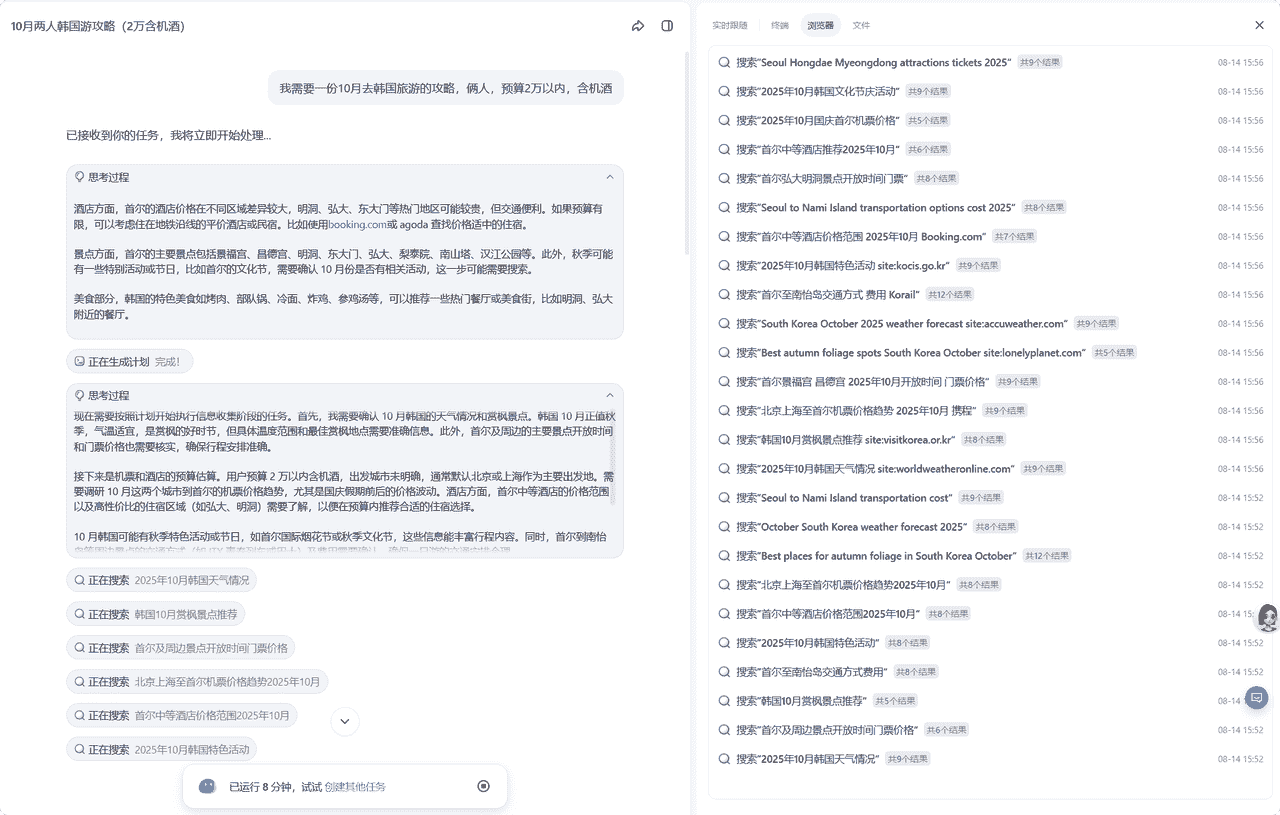 10月两人韩国游攻略（2万含机酒）
我需要一份10月去韩国旅游的攻略，俩人，预算2万以内，含机酒
已接收到你的任务，我将立即开始处理...
思考过程
酒店方面，首尔的酒店价格在不同区域差异较大，明洞、弘大、东大门等热门地区可能较贵，但交通便利。如果预算有
限，可以考虑住在地铁沿线的平价酒店或民宿。比如使用booking.com或 agoda 查找价格适中的住宿。
景点方面，首尔的主要景点包括景福宫、昌德宫、明洞、东大门、弘大、梨泰院、南山塔、汉江公园等。此外，秋季可能
有一些特别活动或节日，比如首尔的文化节，需要确认 10 月份是否有相关活动，这一步可能需要搜索。
美食部分，韩国的特色美食如烤肉、部队锅、冷面、炸鸡、参鸡汤等，可以推荐一些热门餐厅或美食街，比如明洞、弘大
附近的餐厅。
正在生成计划 完成！
思考过程
现在需要按照计划开始执行信息收集阶段的任务。首先，我需要确认 10 月韩国的天气情况和赏枫景点。韩国 10 月正值秋
季，气温适宜，是赏枫的好时节，但具体温度范围和最佳赏枫地点需要准确信息。此外，首尔及周边的主要景点开放时间
和门票价格也需要核实，确保行程安排准确。
接下来是机票和酒店的预算估算。用户预算 2 万以内含机酒，出发城市未明确，通常默认北京或上海作为主要出发地。需
要调研 10 月这两个城市到首尔的机票价格趋势，尤其是国庆假期前后的价格波动。酒店方面，首尔中等酒店的价格范围
以及高性价比的住宿区域（如弘大、明洞）需要了解，以便在预算内推荐合适的住宿选择。
10 月韩国可能有秋季特色活动或节日，如首尔国际烟花节或秋季文化节，这些信息能丰富行程内容。同时，首尔到南怡
正在搜索 2025年10月韩国天气情况
正在搜索 韩国10月赏枫景点推荐
正在搜索 首尔及周边景点开放时间门票价格
正在搜索 北京上海至首尔机票价格趋势2025年10月
正在搜索 首尔中等酒店价格范围2025年10月
正在搜索 2025年10月韩国特色活动
已运行 8 分钟，试试 创建其他任务
实时跟随 终端 浏览器 文件
搜索“Seoul Hongdae Myeongdong attractions tickets 2025” 共9个结果 08-14 15:56
搜索“2025年10月韩国文化节庆活动” 共9个结果 08-14 15:56
搜索“2025年10月国庆首尔机票价格” 共5个结果 08-14 15:56
搜索“首尔中等酒店推荐2025年10月” 共6个结果 08-14 15:56
搜索“首尔弘大明洞景点开放时间门票” 共8个结果 08-14 15:56
搜索“Seoul to Nami Island transportation options cost 2025” 共8个结果 08-14 15:56
搜索“首尔中等酒店价格范围 2025年10月 Booking.com” 共7个结果 08-14 15:56
搜索“2025年10月韩国特色活动 site:kocis.go.kr” 共9个结果 08-14 15:56
搜索“首尔至南怡岛交通方式 费用 Korail” 共12个结果 08-14 15:56
搜索“South Korea October 2025 weather forecast site:accuweather.com” 共9个结果 08-14 15:56
搜索“Best autumn foliage spots South Korea October site:lonelyplanet.com” 共5个结果 08-14 15:56
搜索“首尔景福宫 昌德宫 2025年10月开放时间 门票价格” 共9个结果 08-14 15:56
搜索“北京上海至首尔机票价格趋势 2025年10月 携程” 共9个结果 08-14 15:56
搜索“韩国10月赏枫景点推荐 site:visitkorea.or.kr” 共8个结果 08-14 15:56
搜索“2025年10月韩国天气情况 site:worldweatheronline.com” 共9个结果 08-14 15:56
搜索“Seoul to Nami Island transportation cost” 共9个结果 08-14 15:52
搜索“October South Korea weather forecast 2025” 共8个结果 08-14 15:52
搜索“Best places for autumn foliage in South Korea October” 共12个结果 08-14 15:52
搜索“北京上海至首尔机票价格趋势2025年10月” 共8个结果 08-14 15:52
搜索“首尔中等酒店价格范围2025年10月” 共8个结果 08-14 15:
搜索“2025年10月韩国特色活动” 共8个结果 08-14 15:52
搜索“首尔至南怡岛交通方式费用” 共8个结果 08-14 15:52
搜索“韩国10月赏枫景点推荐” 共5个结果 08-14
搜索“首尔及周边景点开放时间门票价格” 共6个结果 08-14 15:52
搜索“2025年10月韩国天气情况” 共9个结果 08-14 15:52